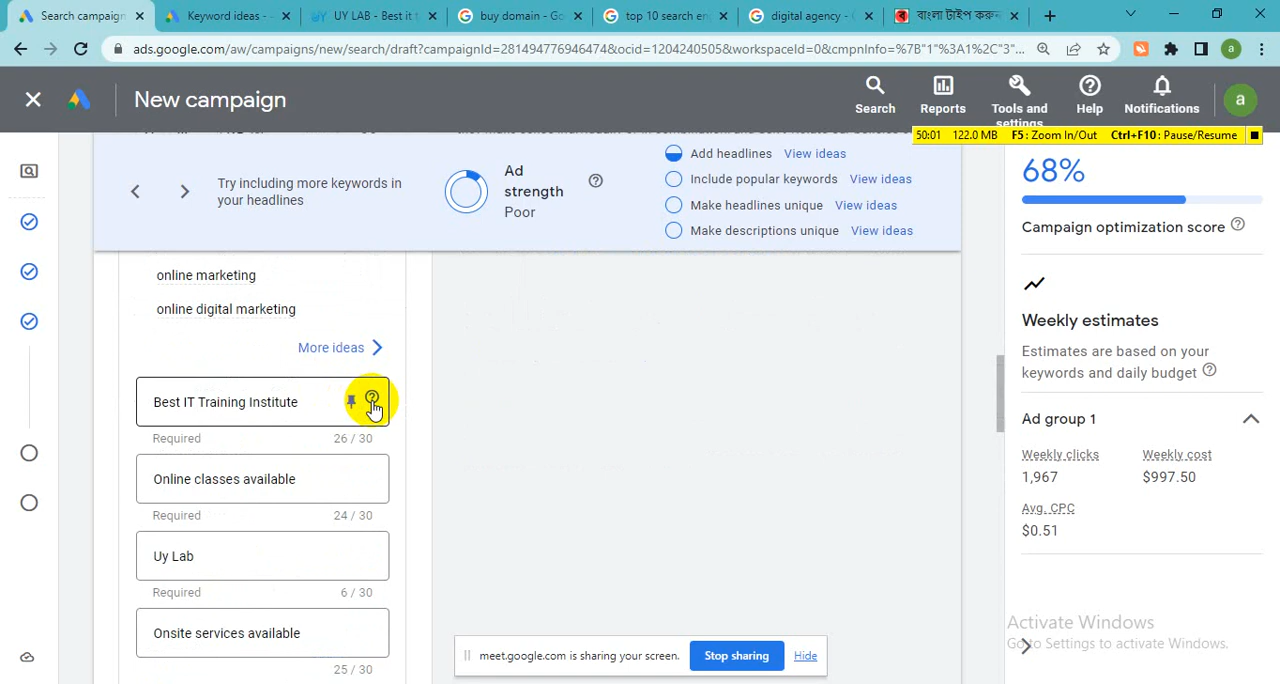 Search campaig
Keyword ideas -
UY LAB - Best it t
buy domain - Go
top 10 search en
digital agency - G
বাংলা টাইপ করুন
ads.google.com/aw/campaigns/new/search/draft?campaignId=281494776946474&ocid=1204240505&workspaceId=0&cmpnInfo=%7B"1"%3A1%2C"3"...
a
New campaign
Search
Reports
Tools and
settings
Help
Notifications
a
50:01 122.0 MB F5: Zoom In/Out Ctrl+F10: Pause/Resume
Try including more keywords in
your headlines
Ad
strength
Poor
Add headlines View ideas
Include popular keywords View ideas
Make headlines unique View ideas
Make descriptions unique View ideas
68%
Campaign optimization score
online marketing
online digital marketing
More ideas
Best IT Training Institute
Required 26 / 30
Online classes available
Required 24 / 30
Uy Lab
Required 6 / 30
Onsite services available
25 / 30
Weekly estimates
Estimates are based on your
keywords and daily budget
Ad group 1
Weekly clicks Weekly cost
1,967 $997.50
Avg. CPC
$0.51
Activate Windows
Go to Settings to activate Windows.
meet.google.com is sharing your screen. Stop sharing Hide